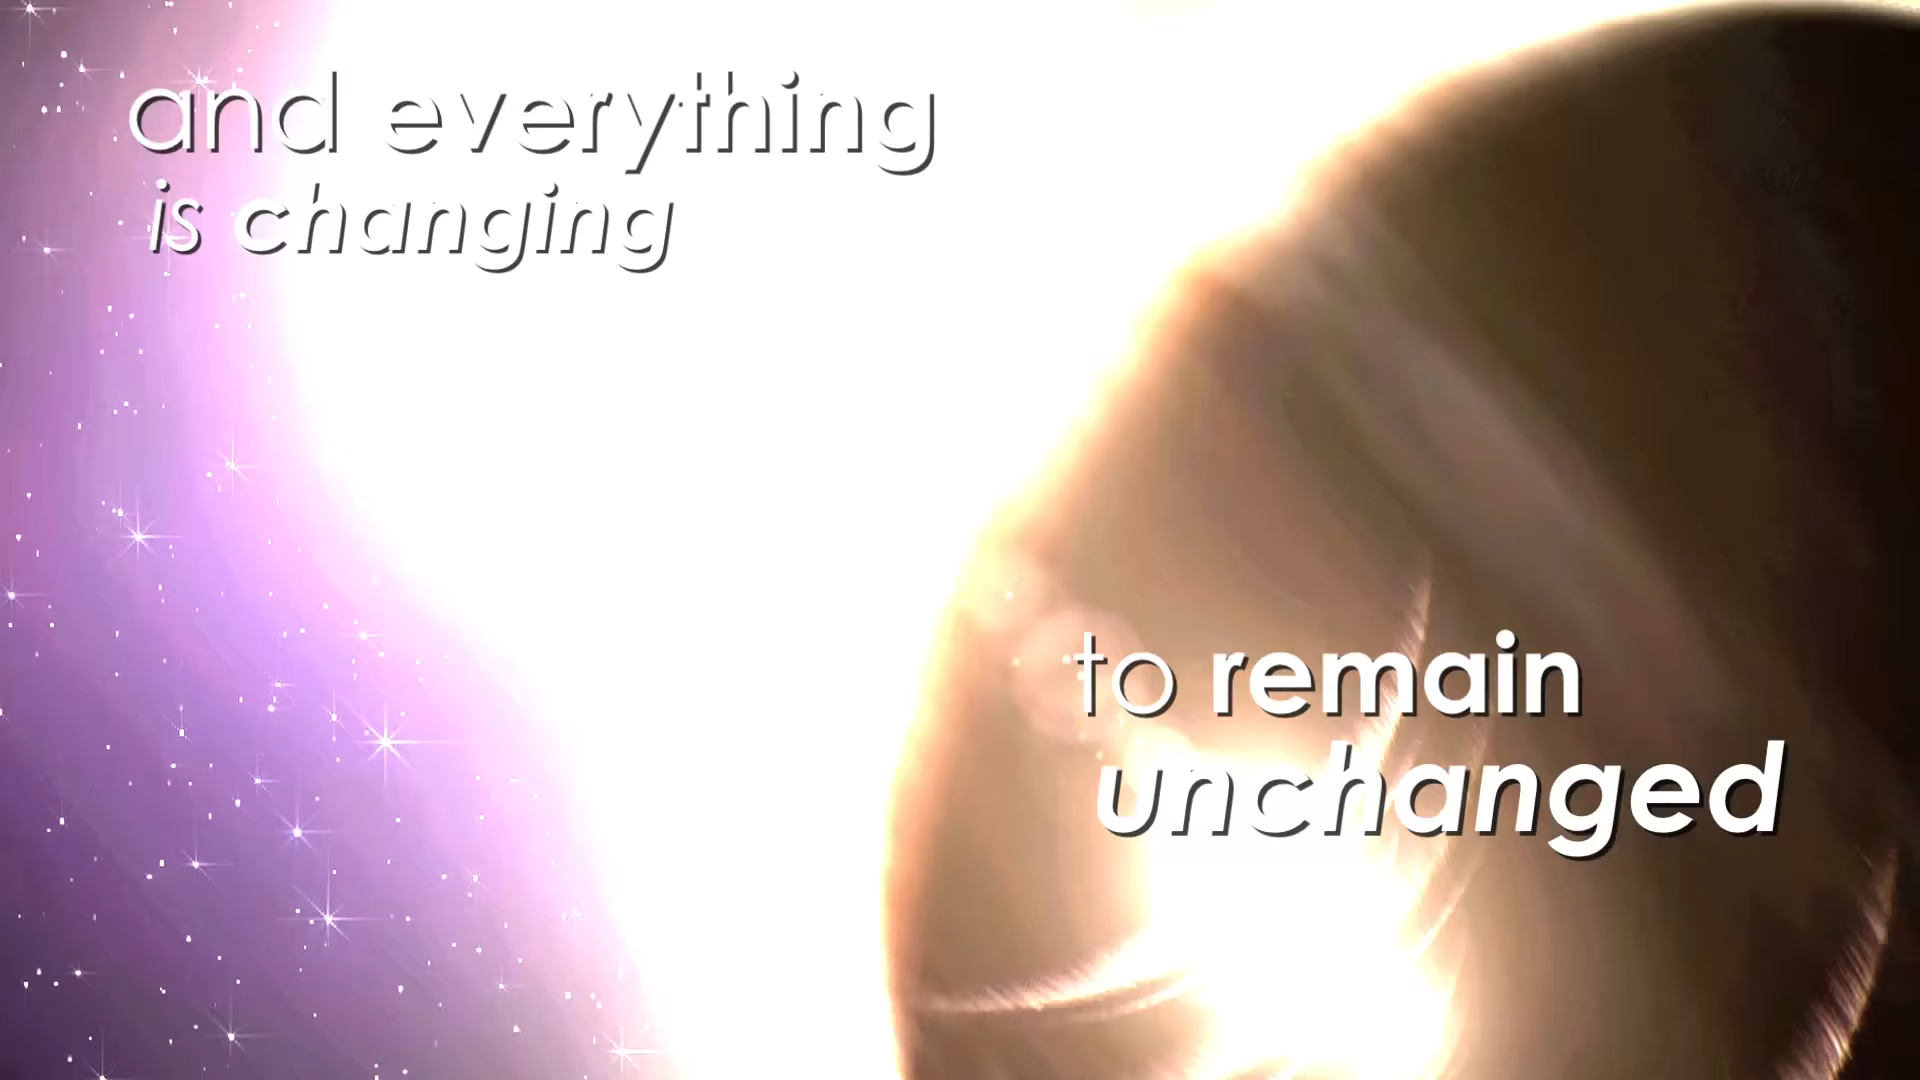 and everything
is changing
to remain
unchanged